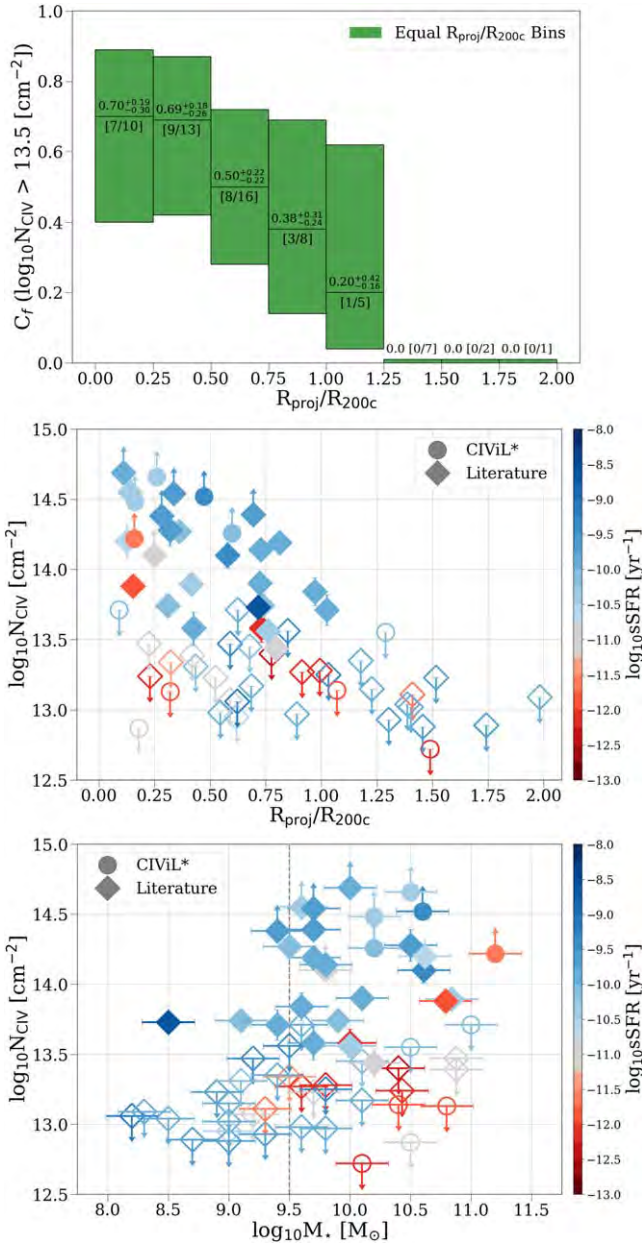 Equal R_proj/R_200c Bins
C_f (log₁₀N_CIV > 13.5 [cm⁻²])
1.0
0.8
0.6
0.4
0.2
0.0
0.70 +0.19 −0.30
[7/10]
0.69 +0.18 −0.26
[9/13]
0.50 +0.22 −0.22
[8/16]
0.38 +0.31 −0.24
[3/8]
0.20 +0.42 −0.16
[1/5]
0.0 [0/7] 0.0 [0/2] 0.0 [0/1]
0.00 0.25 0.50 0.75 1.00 1.25 1.50 1.75 2.00
R_proj/R_200c
CIViL*
Literature
log₁₀N_CIV [cm⁻²]
15.0
14.5
14.0
13.5
13.0
12.5
0.00 0.25 0.50 0.75 1.00 1.25 1.50 1.75 2.00
R_proj/R_200c
−8.0
−8.5
−9.0
−9.5
−10.0
−10.5
−11.0
−11.5
−12.0
−12.5
−13.0
log₁₀sSFR [yr⁻¹]
CIViL*
Literature
log₁₀N_CIV [cm⁻²]
15.0
14.5
14.0
13.5
13.0
12.5
8.0 8.5 9.0 9.5 10.0 10.5 11.0 11.5
log₁₀M⋆ [M⊙]
−8.0
−8.5
−9.0
−9.5
−10.0
−10.5
−11.0
−11.5
−12.0
−12.5
−13.0
log₁₀sSFR [yr⁻¹]